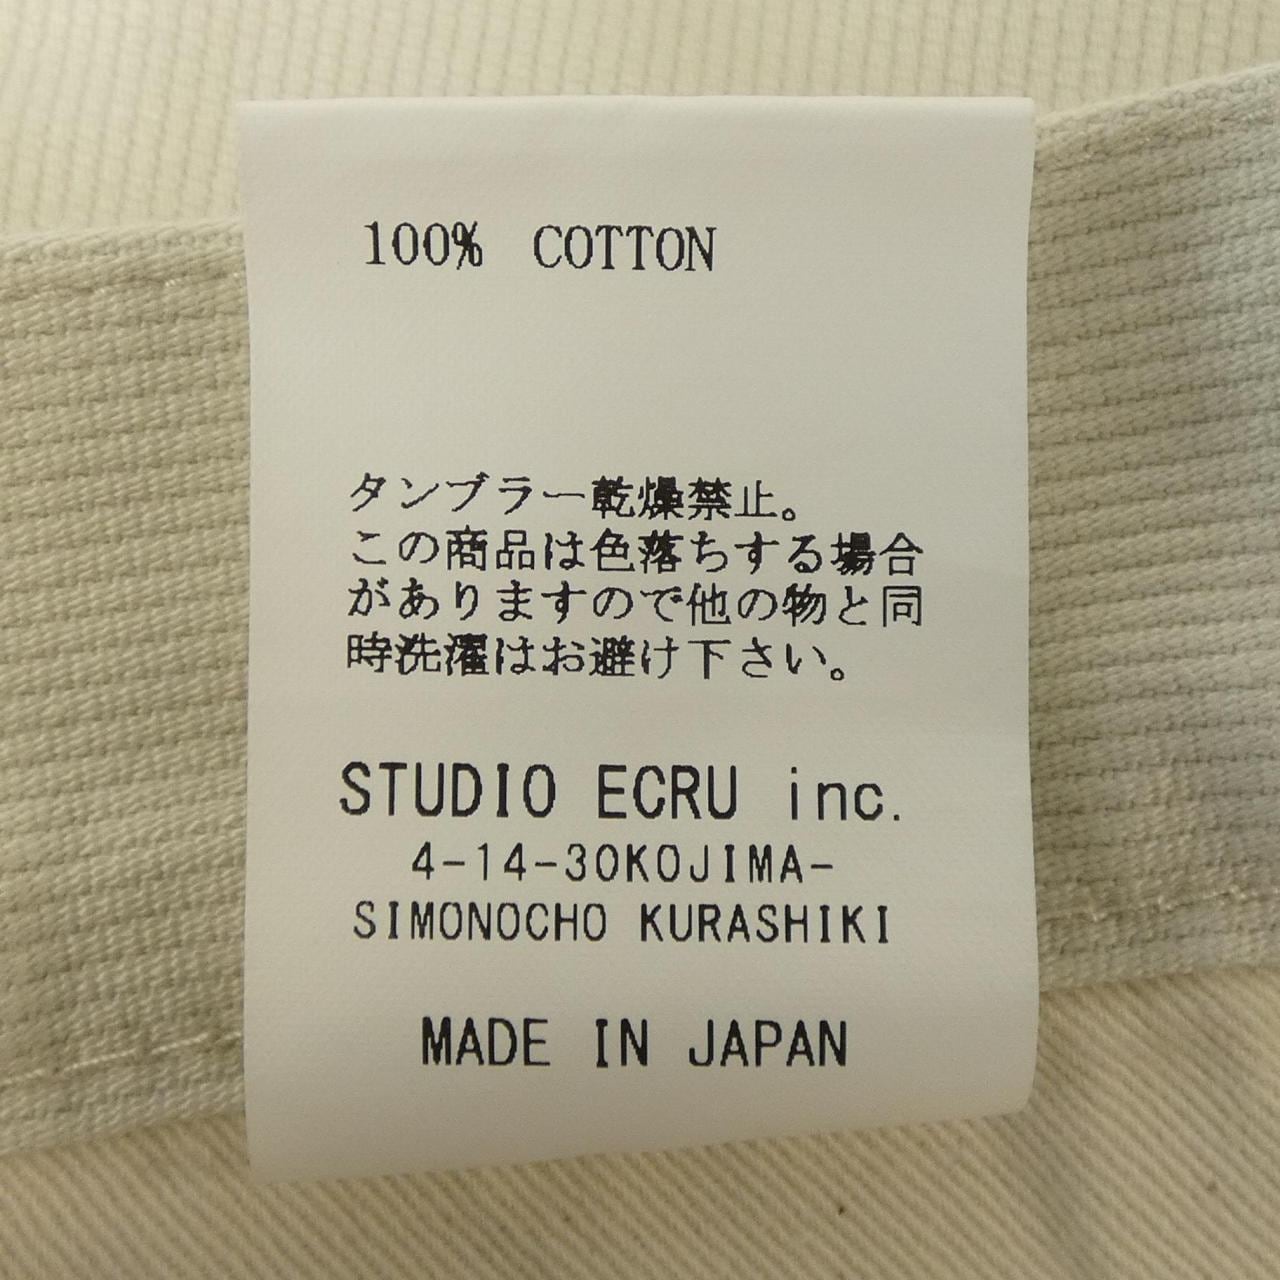 100% COTTON
タンブラー乾燥禁止。
この商品は色落ちする場合
がありますので他の物と同
時洗濯はお避け下さい。
STUDIO ECRU inc.
4-14-30KOJIMA-
SIMONOCHO KURASHIKI
MADE IN JAPAN